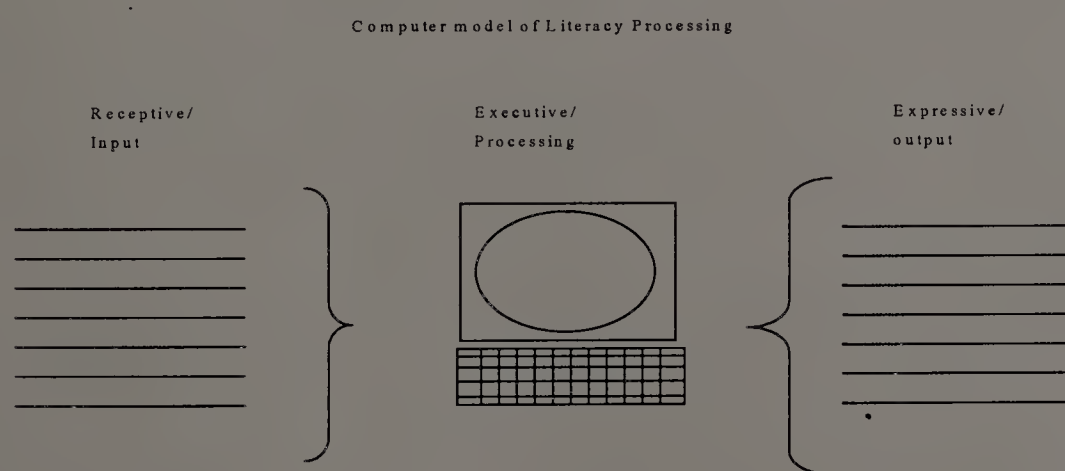 Computer model of Literacy Processing
Receptive/
Input
Executive/
Processing
Expressive/
output